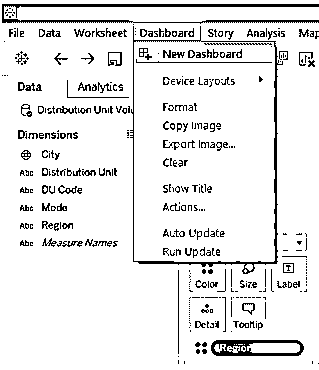 File Data Worksheet Dashboard Story Analysis Map
New Dashboard
Device Layouts
Format
Copy Image
Export Image...
Clear
Show Title
Actions...
Auto Update
Run Update
Data Analytics
Distribution Unit Volu
Dimensions
City
Abc Distribution Unit
Abc DU Code
Abc Mode
Abc Region
Abc Measure Names
Color Size Label
Detail Tooltip
Region